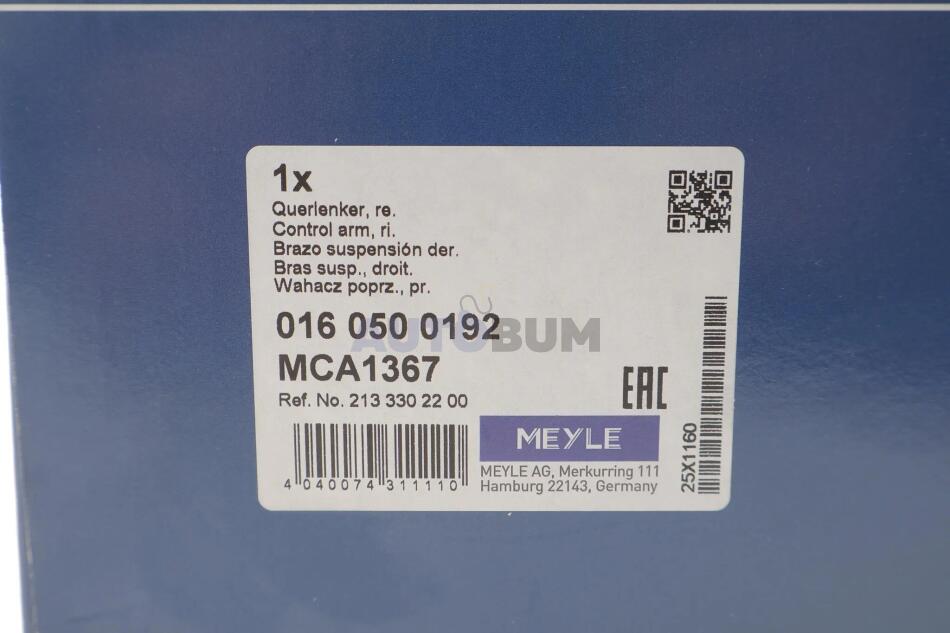 1x
Querlenker, re.
Control arm, ri.
Brazo suspensión der.
Bras susp., droit.
Wahacz poprz., pr.
016 050 0192
AUTOBUM
MCA1367
Ref. No. 213 330 22 00
EAC
MEYLE
MEYLE AG, Merkurring 111
Hamburg 22143, Germany
4 040074 311110
25X1160